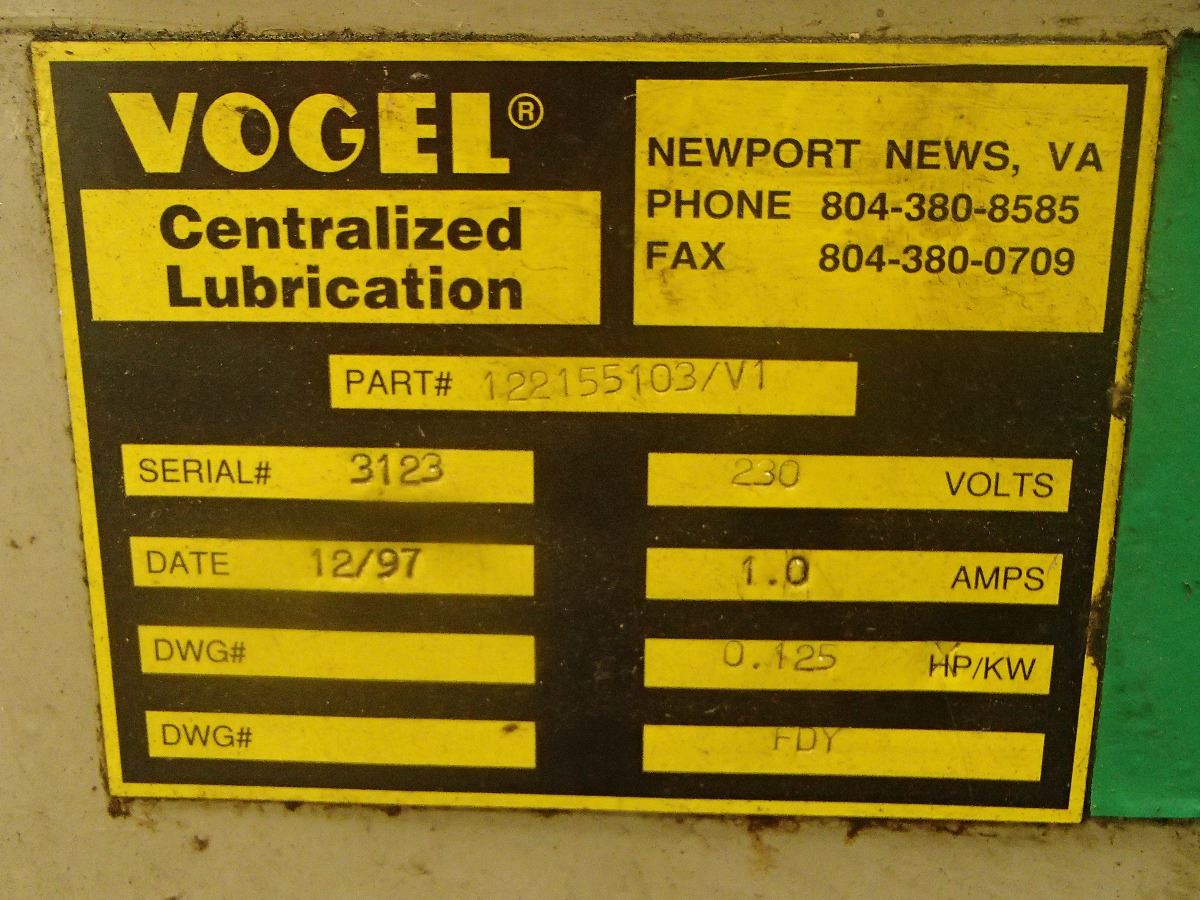 VOGEL®
Centralized
Lubrication
NEWPORT NEWS, VA
PHONE 804-380-8585
FAX 804-380-0709
PART# 122155103/V1
SERIAL# 3123
230 VOLTS
DATE 12/97
1.0 AMPS
DWG#
0.125 HP/KW
DWG#
FDY